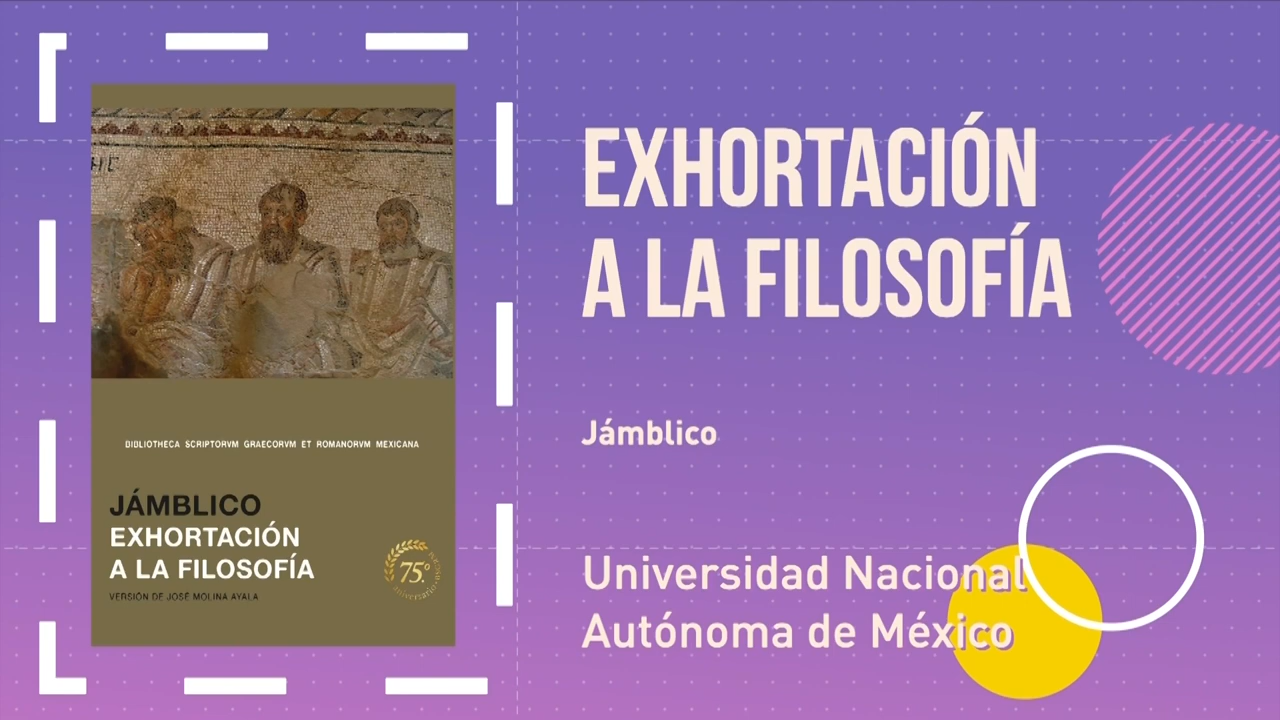 BIBLIOTHECA SCRIPTORVM GRAECORVM ET ROMANORVM MEXICANA
JÁMBLICO
EXHORTACIÓN
A LA FILOSOFÍA
VERSIÓN DE JOSÉ MOLINA AYALA
75.º
aniversario
EXHORTACIÓN
A LA FILOSOFÍA
Jámblico
Universidad Nacional
Autónoma de México